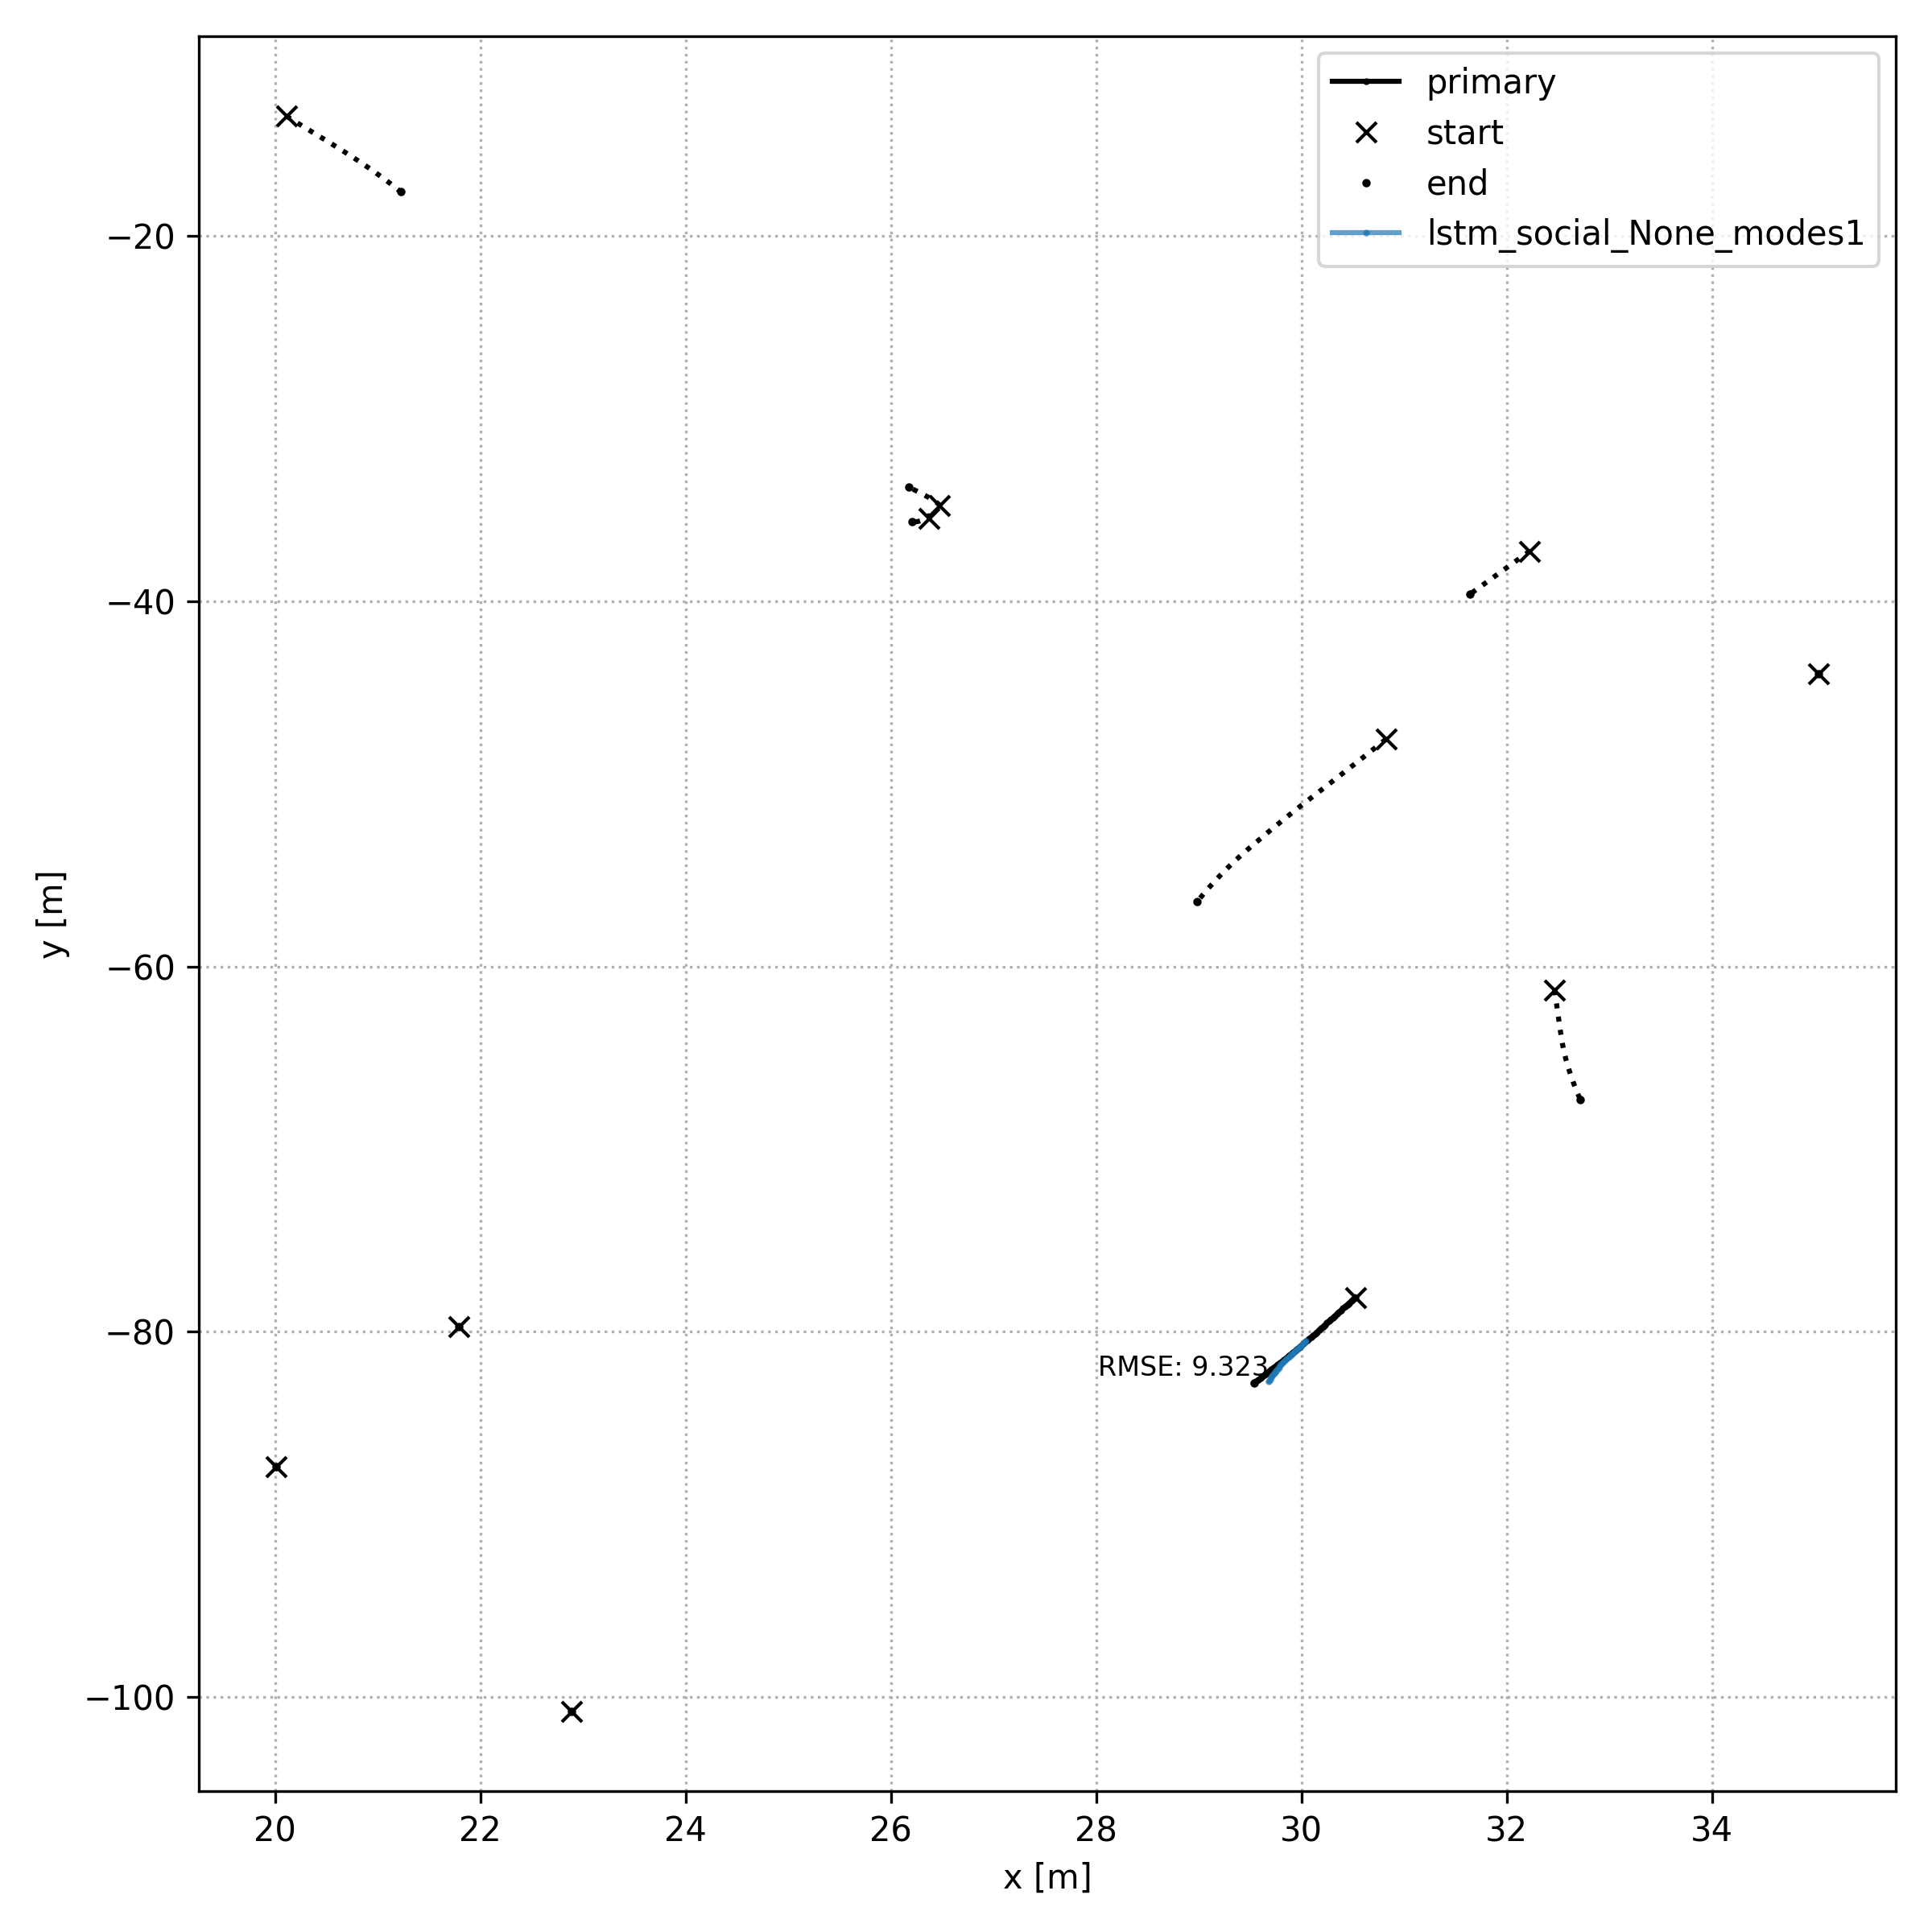 primary
start
end
lstm_social_None_modes1
−20
−40
−60
−80
−100
y [m]
RMSE: 9.323
20 22 24 26 28 30 32 34
x [m]